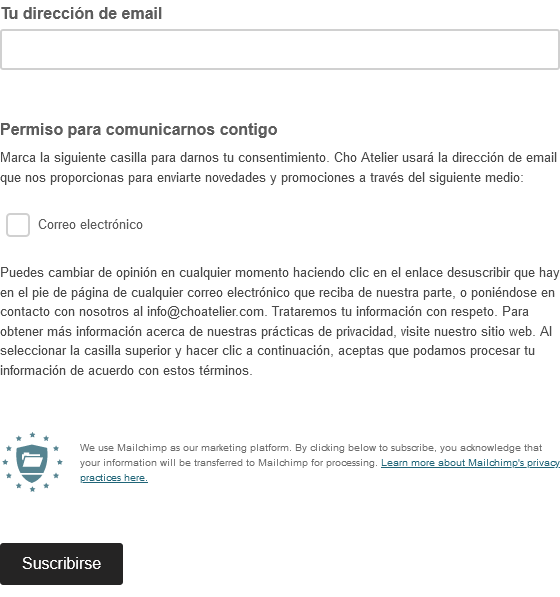 Tu dirección de email
Permiso para comunicarnos contigo
Marca la siguiente casilla para darnos tu consentimiento. Cho Atelier usará la dirección de email
que nos proporcionas para enviarte novedades y promociones a través del siguiente medio:
Correo electrónico
Puedes cambiar de opinión en cualquier momento haciendo clic en el enlace desuscribir que hay
en el pie de página de cualquier correo electrónico que reciba de nuestra parte, o poniéndose en
contacto con nosotros al info@choatelier.com. Trataremos tu información con respeto. Para
obtener más información acerca de nuestras prácticas de privacidad, visite nuestro sitio web. Al
seleccionar la casilla superior y hacer clic a continuación, aceptas que podamos procesar tu
información de acuerdo con estos términos.
We use Mailchimp as our marketing platform. By clicking below to subscribe, you acknowledge that
your information will be transferred to Mailchimp for processing. Learn more about Mailchimp's privacy
practices here.
Suscribirse